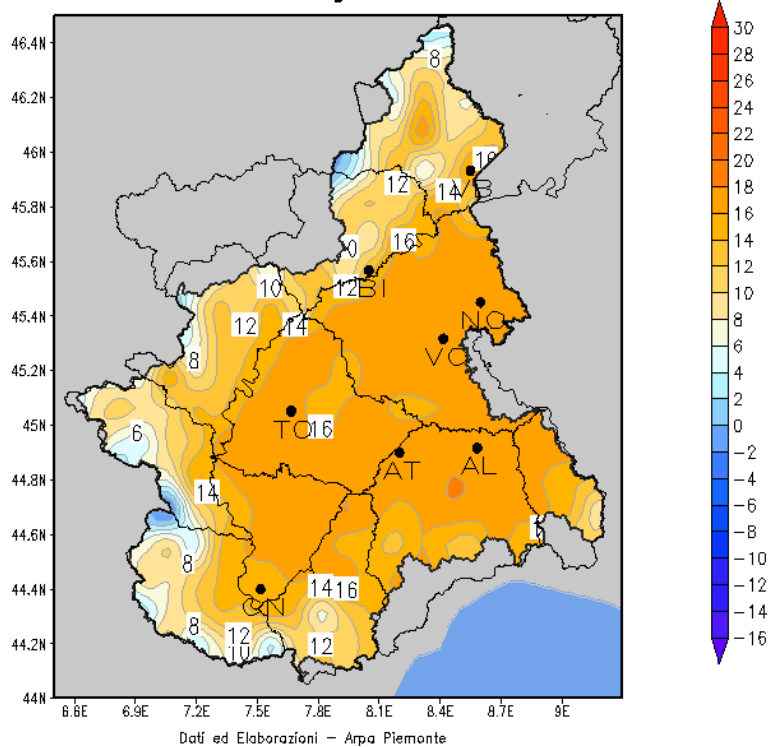 46.4N
46.2N
46N
45.8N
45.6N
45.4N
45.2N
45N
44.8N
44.6N
44.4N
44.2N
44N
6.6E 6.9E 7.2E 7.5E 7.8E 8.1E 8.4E 8.7E 9E
8
12
14
VB
16
10
12
BI
12
14
NO
8
VC
6
TO
16
AT
AL
14
8
14
16
CN
8
12
10
12
30
28
26
24
22
20
18
16
14
12
10
8
6
4
2
0
−2
−4
−6
−8
−10
−12
−14
−16
Dati ed Elaborazioni − Arpa Piemonte